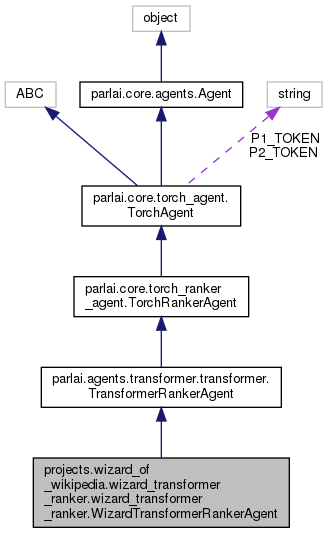 object
ABC
parlai.core.agents.Agent
string
P1_TOKEN
P2_TOKEN
parlai.core.torch_agent.
TorchAgent
parlai.core.torch_ranker
_agent.TorchRankerAgent
parlai.agents.transformer.transformer.
TransformerRankerAgent
projects.wizard_of
_wikipedia.wizard_transformer
_ranker.wizard_transformer
_ranker.WizardTransformerRankerAgent